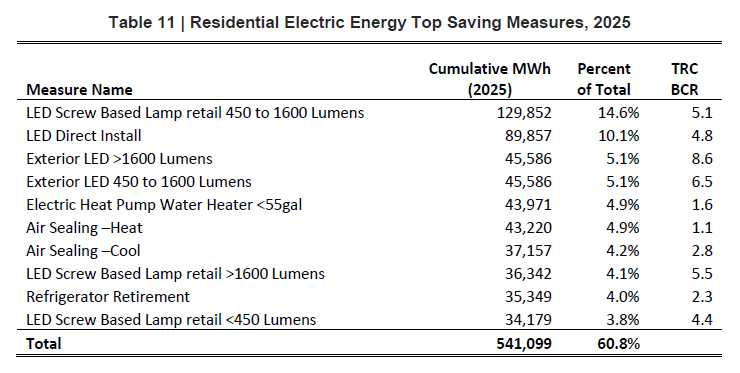 Table 11 | Residential Electric Energy Top Saving Measures, 2025
Cumulative MWh Percent TRC
Measure Name (2025) of Total BCR
LED Screw Based Lamp retail 450 to 1600 Lumens 129,852 14.6% 5.1
LED Direct Install 89,857 10.1% 4.8
Exterior LED >1600 Lumens 45,586 5.1% 8.6
Exterior LED 450 to 1600 Lumens 45,586 5.1% 6.5
Electric Heat Pump Water Heater <55gal 43,971 4.9% 1.6
Air Sealing –Heat 43,220 4.9% 1.1
Air Sealing –Cool 37,157 4.2% 2.8
LED Screw Based Lamp retail >1600 Lumens 36,342 4.1% 5.5
Refrigerator Retirement 35,349 4.0% 2.3
LED Screw Based Lamp retail <450 Lumens 34,179 3.8% 4.4
Total 541,099 60.8%